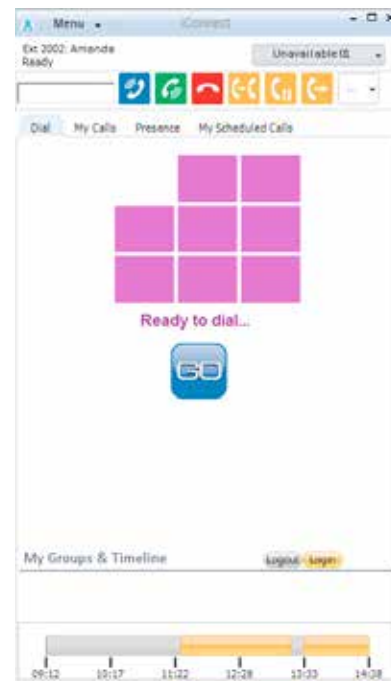 Menu iConnect
Ext 2002: Amanda
Ready
Unavailable
Dial My Calls Presence My Scheduled Calls
Ready to dial...
GO
My Groups & Timeline Logout Login
09:12 10:17 11:22 12:28 13:33 14:38